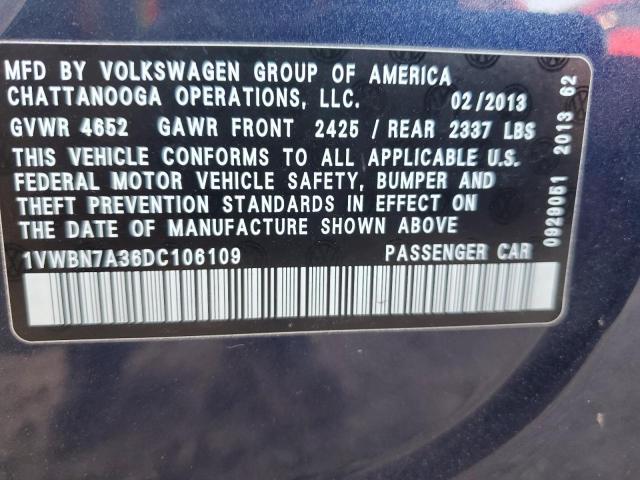 MFD BY VOLKSWAGEN GROUP OF AMERICA
CHATTANOOGA OPERATIONS, LLC. 02/2013
GVWR 4652 GAWR FRONT 2425 / REAR 2337 LBS
THIS VEHICLE CONFORMS TO ALL APPLICABLE U.S.
FEDERAL MOTOR VEHICLE SAFETY, BUMPER AND
THEFT PREVENTION STANDARDS IN EFFECT ON
THE DATE OF MANUFACTURE SHOWN ABOVE
1VWBN7A36DC106109 PASSENGER CAR
0929051 2013 62